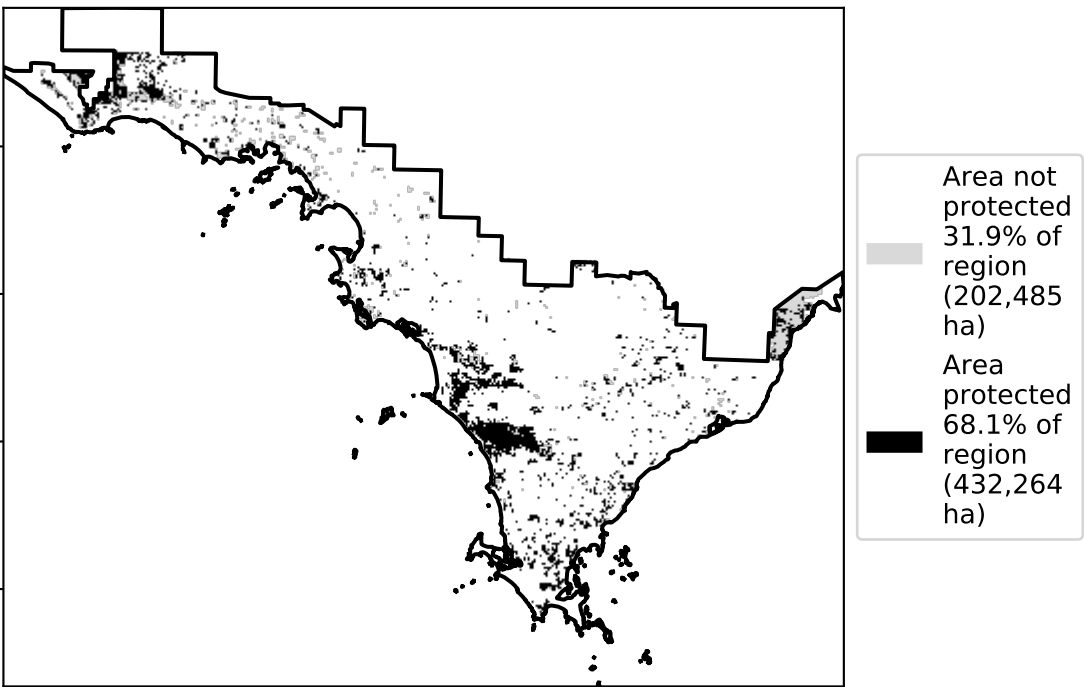 Area not
protected
31.9% of
region
(202,485
ha)
Area
protected
68.1% of
region
(432,264
ha)